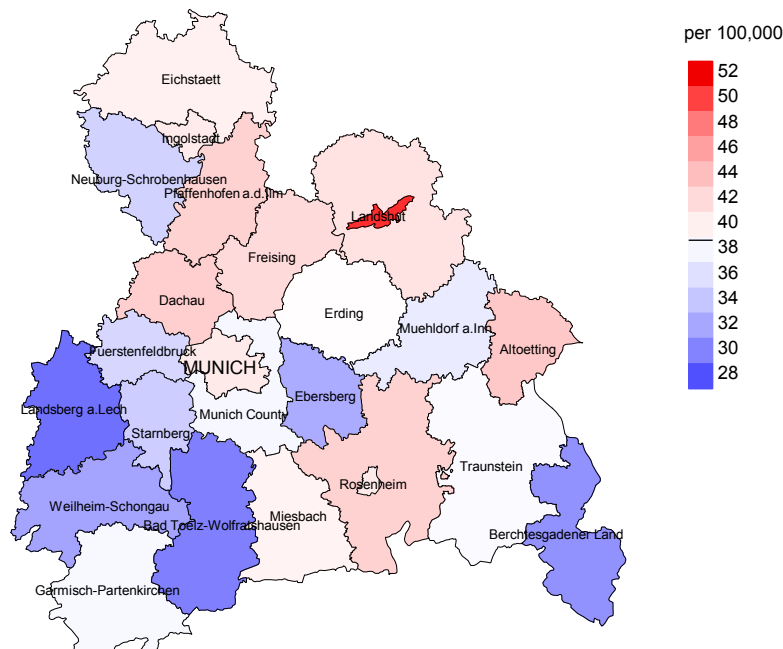 per 100,000
52
50
48
46
44
42
40
38
36
34
32
30
28
Eichstaett
Ingolstadt
Neuburg-Schrobenhausen
Pfaffenhofen a.d.Ilm
Landshut
Freising
Dachau
Erding
Muehldorf a.Inn
Altoetting
Fuerstenfeldbruck
MUNICH
Ebersberg
Landsberg a.Lech
Munich County
Starnberg
Traunstein
Rosenheim
Weilheim-Schongau
Miesbach
Bad Toelz-Wolfratshausen
Berchtesgadener Land
Garmisch-Partenkirchen